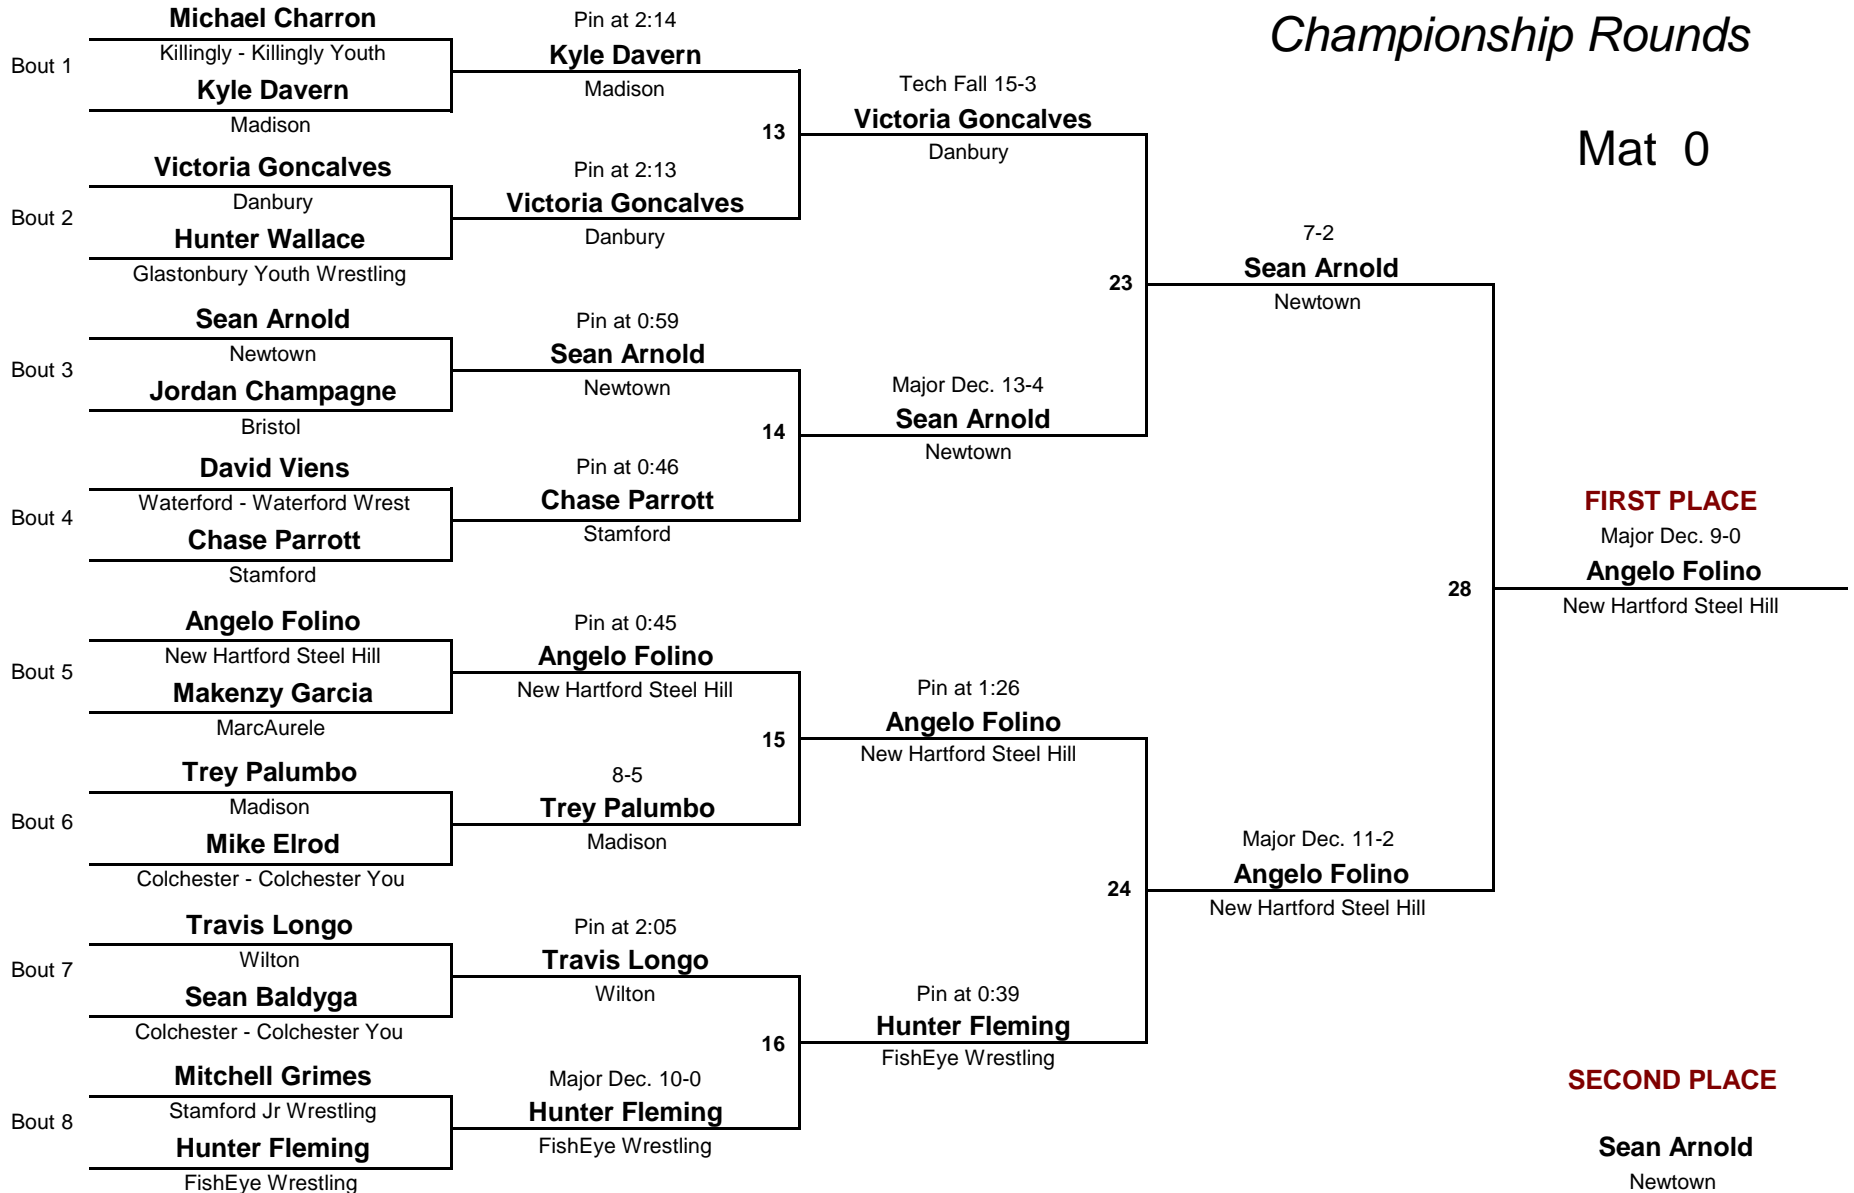 Championship Rounds
Mat 0
Bout 1
Michael Charron
Killingly - Killingly Youth
Kyle Davern
Madison
Bout 2
Victoria Goncalves
Danbury
Hunter Wallace
Glastonbury Youth Wrestling
Bout 3
Sean Arnold
Newtown
Jordan Champagne
Bristol
Bout 4
David Viens
Waterford - Waterford Wrest
Chase Parrott
Stamford
Bout 5
Angelo Folino
New Hartford Steel Hill
Makenzy Garcia
MarcAurele
Bout 6
Trey Palumbo
Madison
Mike Elrod
Colchester - Colchester You
Bout 7
Travis Longo
Wilton
Sean Baldyga
Colchester - Colchester You
Bout 8
Mitchell Grimes
Stamford Jr Wrestling
Hunter Fleming
FishEye Wrestling
Pin at 2:14
Kyle Davern
Madison
13
Pin at 2:13
Victoria Goncalves
Danbury
Pin at 0:59
Sean Arnold
Newtown
14
Pin at 0:46
Chase Parrott
Stamford
Pin at 0:45
Angelo Folino
New Hartford Steel Hill
15
8-5
Trey Palumbo
Madison
Pin at 2:05
Travis Longo
Wilton
16
Major Dec. 10-0
Hunter Fleming
FishEye Wrestling
Tech Fall 15-3
Victoria Goncalves
Danbury
23
Major Dec. 13-4
Sean Arnold
Newtown
Pin at 1:26
Angelo Folino
New Hartford Steel Hill
24
Pin at 0:39
Hunter Fleming
FishEye Wrestling
7-2
Sean Arnold
Newtown
28
Major Dec. 11-2
Angelo Folino
New Hartford Steel Hill
FIRST PLACE
Major Dec. 9-0
Angelo Folino
New Hartford Steel Hill
SECOND PLACE
Sean Arnold
Newtown